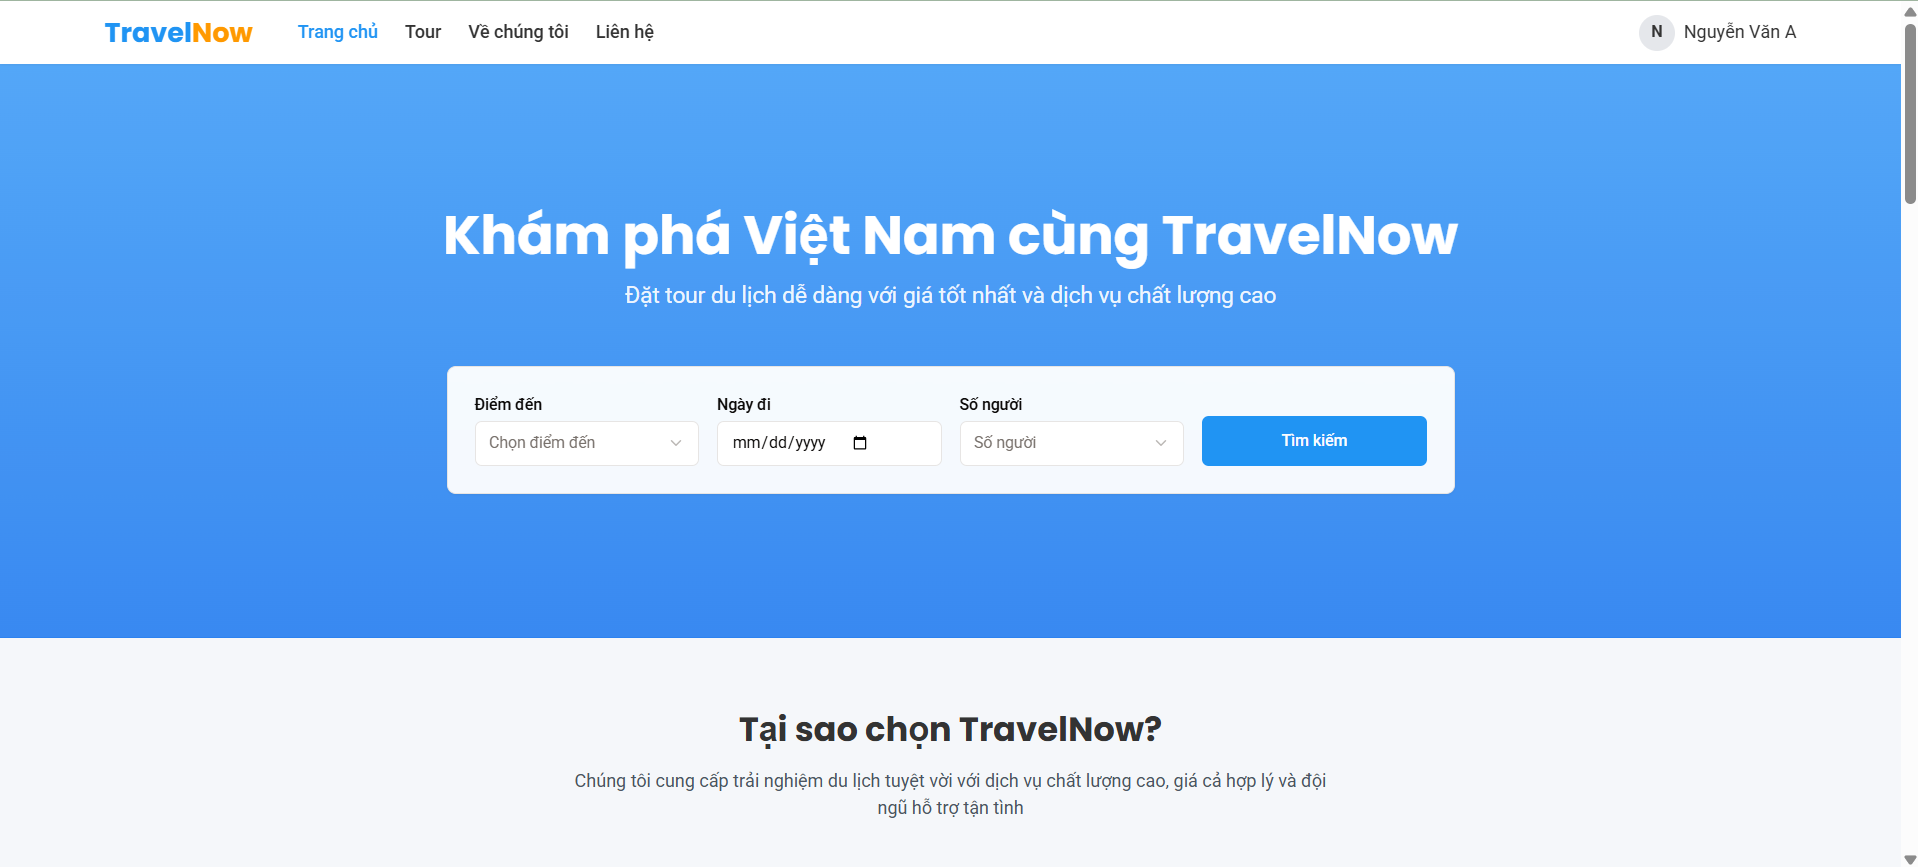 TravelNow
Trang chủ
Tour
Về chúng tôi
Liên hệ
N
Nguyễn Văn A
Khám phá Việt Nam cùng TravelNow
Đặt tour du lịch dễ dàng với giá tốt nhất và dịch vụ chất lượng cao
Điểm đến
Chọn điểm đến
Ngày đi
mm/dd/yyyy
Số người
Số người
Tìm kiếm
Tại sao chọn TravelNow?
Chúng tôi cung cấp trải nghiệm du lịch tuyệt vời với dịch vụ chất lượng cao, giá cả hợp lý và đội
ngũ hỗ trợ tận tình